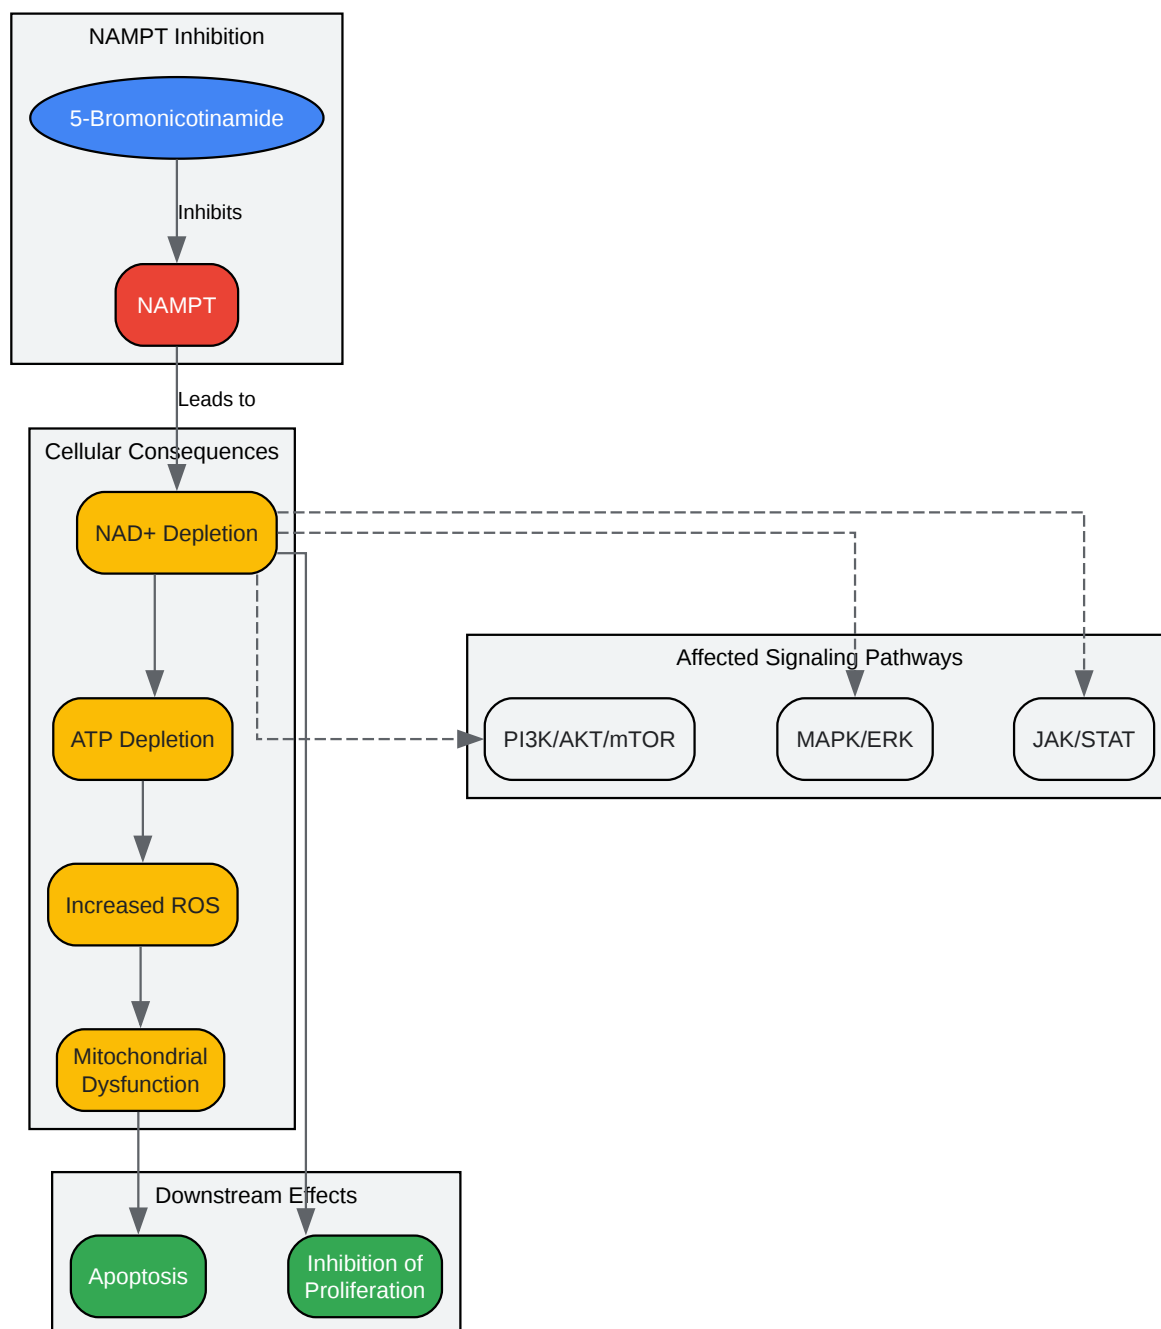 NAMPT Inhibition
5-Bromonicotinamide
Inhibits
NAMPT
Leads to
Cellular Consequences
NAD+ Depletion
Affected Signaling Pathways
ATP Depletion
PI3K/AKT/mTOR
MAPK/ERK
JAK/STAT
Increased ROS
Mitochondrial
Dysfunction
Downstream Effects
Apoptosis
Inhibition of
Proliferation